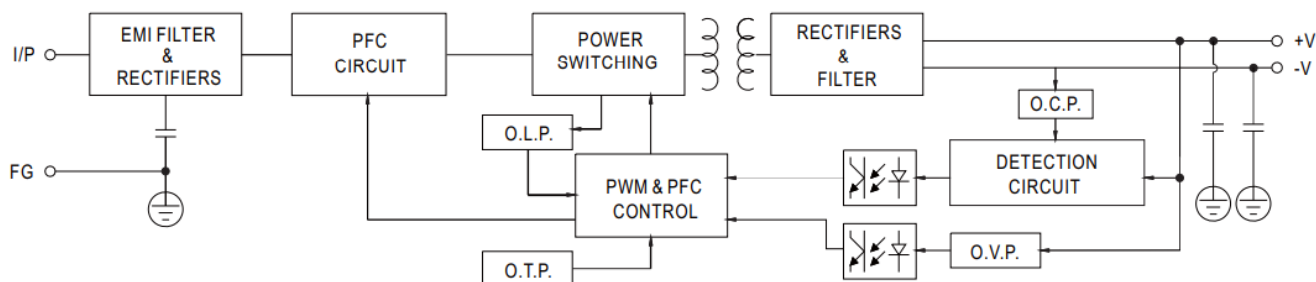 I/P
EMI FILTER
&
RECTIFIERS
PFC
CIRCUIT
POWER
SWITCHING
RECTIFIERS
&
FILTER
+V
-V
O.C.P.
O.L.P.
FG
PWM & PFC
CONTROL
DETECTION
CIRCUIT
O.T.P.
O.V.P.